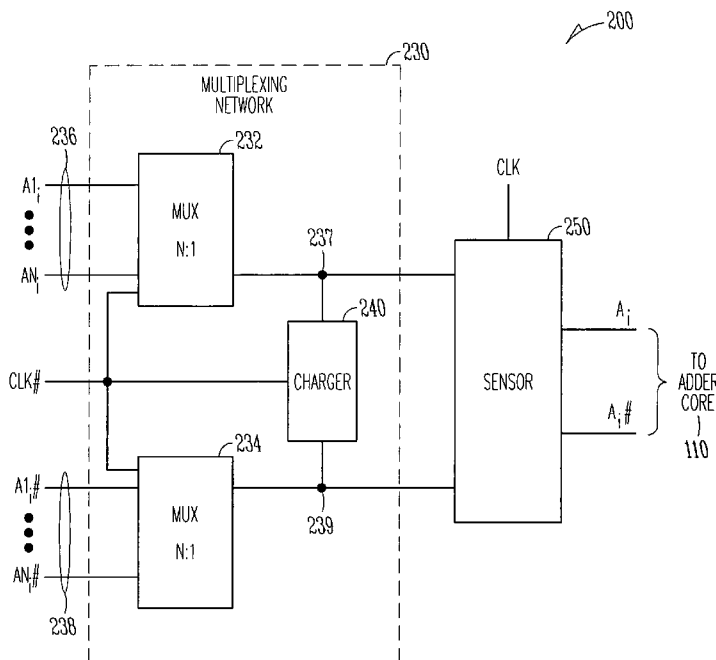 200
230
MULTIPLEXING
NETWORK
236
232
CLK
A1i
MUX
N:1
237
250
ANi
240
Ai
CLK#
CHARGER
SENSOR
TO
ADDER
CORE
110
234
Ai#
A1i#
MUX
N:1
239
ANi#
238